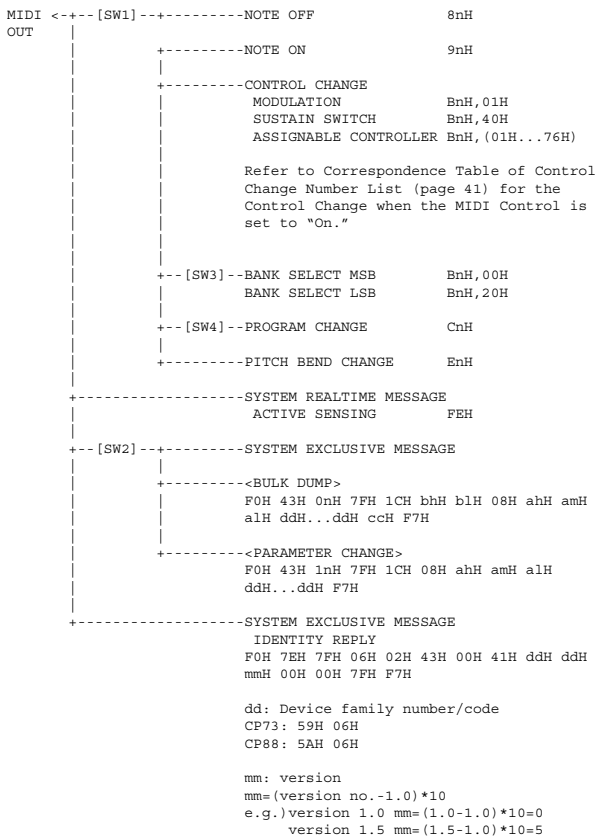 MIDI <-+--[SW1]--+---------NOTE OFF 8nH
OUT |
+---------NOTE ON 9nH
+---------CONTROL CHANGE
MODULATION BnH,01H
SUSTAIN SWITCH BnH,40H
ASSIGNABLE CONTROLLER BnH,(01H...76H)
Refer to Correspondence Table of Control
Change Number List (page 41) for the
Control Change when the MIDI Control is
set to “On.”
+--[SW3]--BANK SELECT MSB BnH,00H
BANK SELECT LSB BnH,20H
+--[SW4]--PROGRAM CHANGE CnH
+---------PITCH BEND CHANGE EnH
+-------------------SYSTEM REALTIME MESSAGE
ACTIVE SENSING FEH
+--[SW2]--+---------SYSTEM EXCLUSIVE MESSAGE
+---------<BULK DUMP>
F0H 43H 0nH 7FH 1CH bhH blH 08H ahH amH
alH ddH...ddH ccH F7H
+---------<PARAMETER CHANGE>
F0H 43H 1nH 7FH 1CH 08H ahH amH alH
ddH...ddH F7H
+-------------------SYSTEM EXCLUSIVE MESSAGE
IDENTITY REPLY
F0H 7EH 7FH 06H 02H 43H 00H 41H ddH ddH
mmH 00H 00H 7FH F7H
dd: Device family number/code
CP73: 59H 06H
CP88: 5AH 06H
mm: version
mm=(version no.-1.0)*10
e.g.)version 1.0 mm=(1.0-1.0)*10=0
version 1.5 mm=(1.5-1.0)*10=5